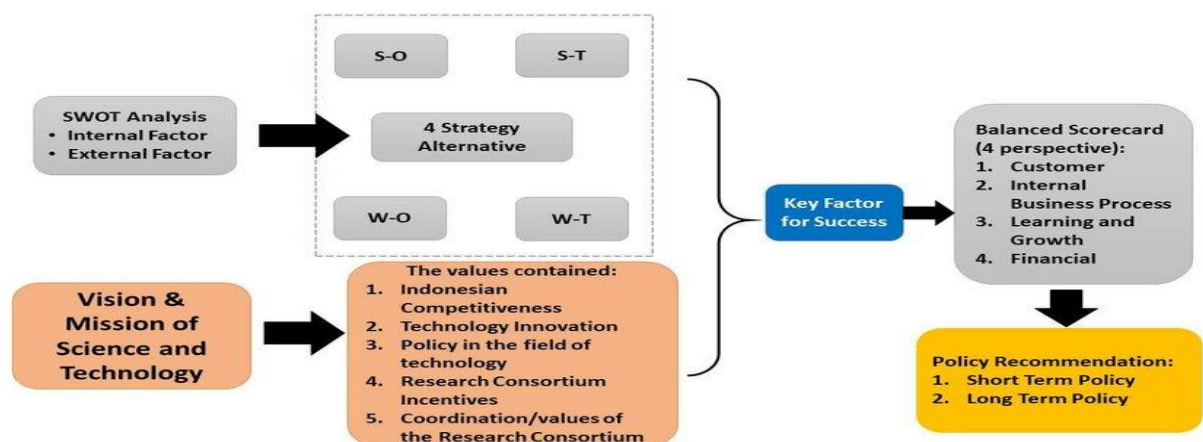 S-O
S-T
SWOT Analysis
• Internal Factor
• External Factor
4 Strategy
Alternative
W-O
W-T
Vision &
Mission of
Science and
Technology
The values contained:
1. Indonesian
Competitiveness
2. Technology Innovation
3. Policy in the field of
technology
4. Research Consortium
Incentives
5. Coordination/values of
the Research Consortium
Key Factor
for Success
Balanced Scorecard
(4 perspective):
1. Customer
2. Internal
Business Process
3. Learning and
Growth
4. Financial
Policy Recommendation:
1. Short Term Policy
2. Long Term Policy